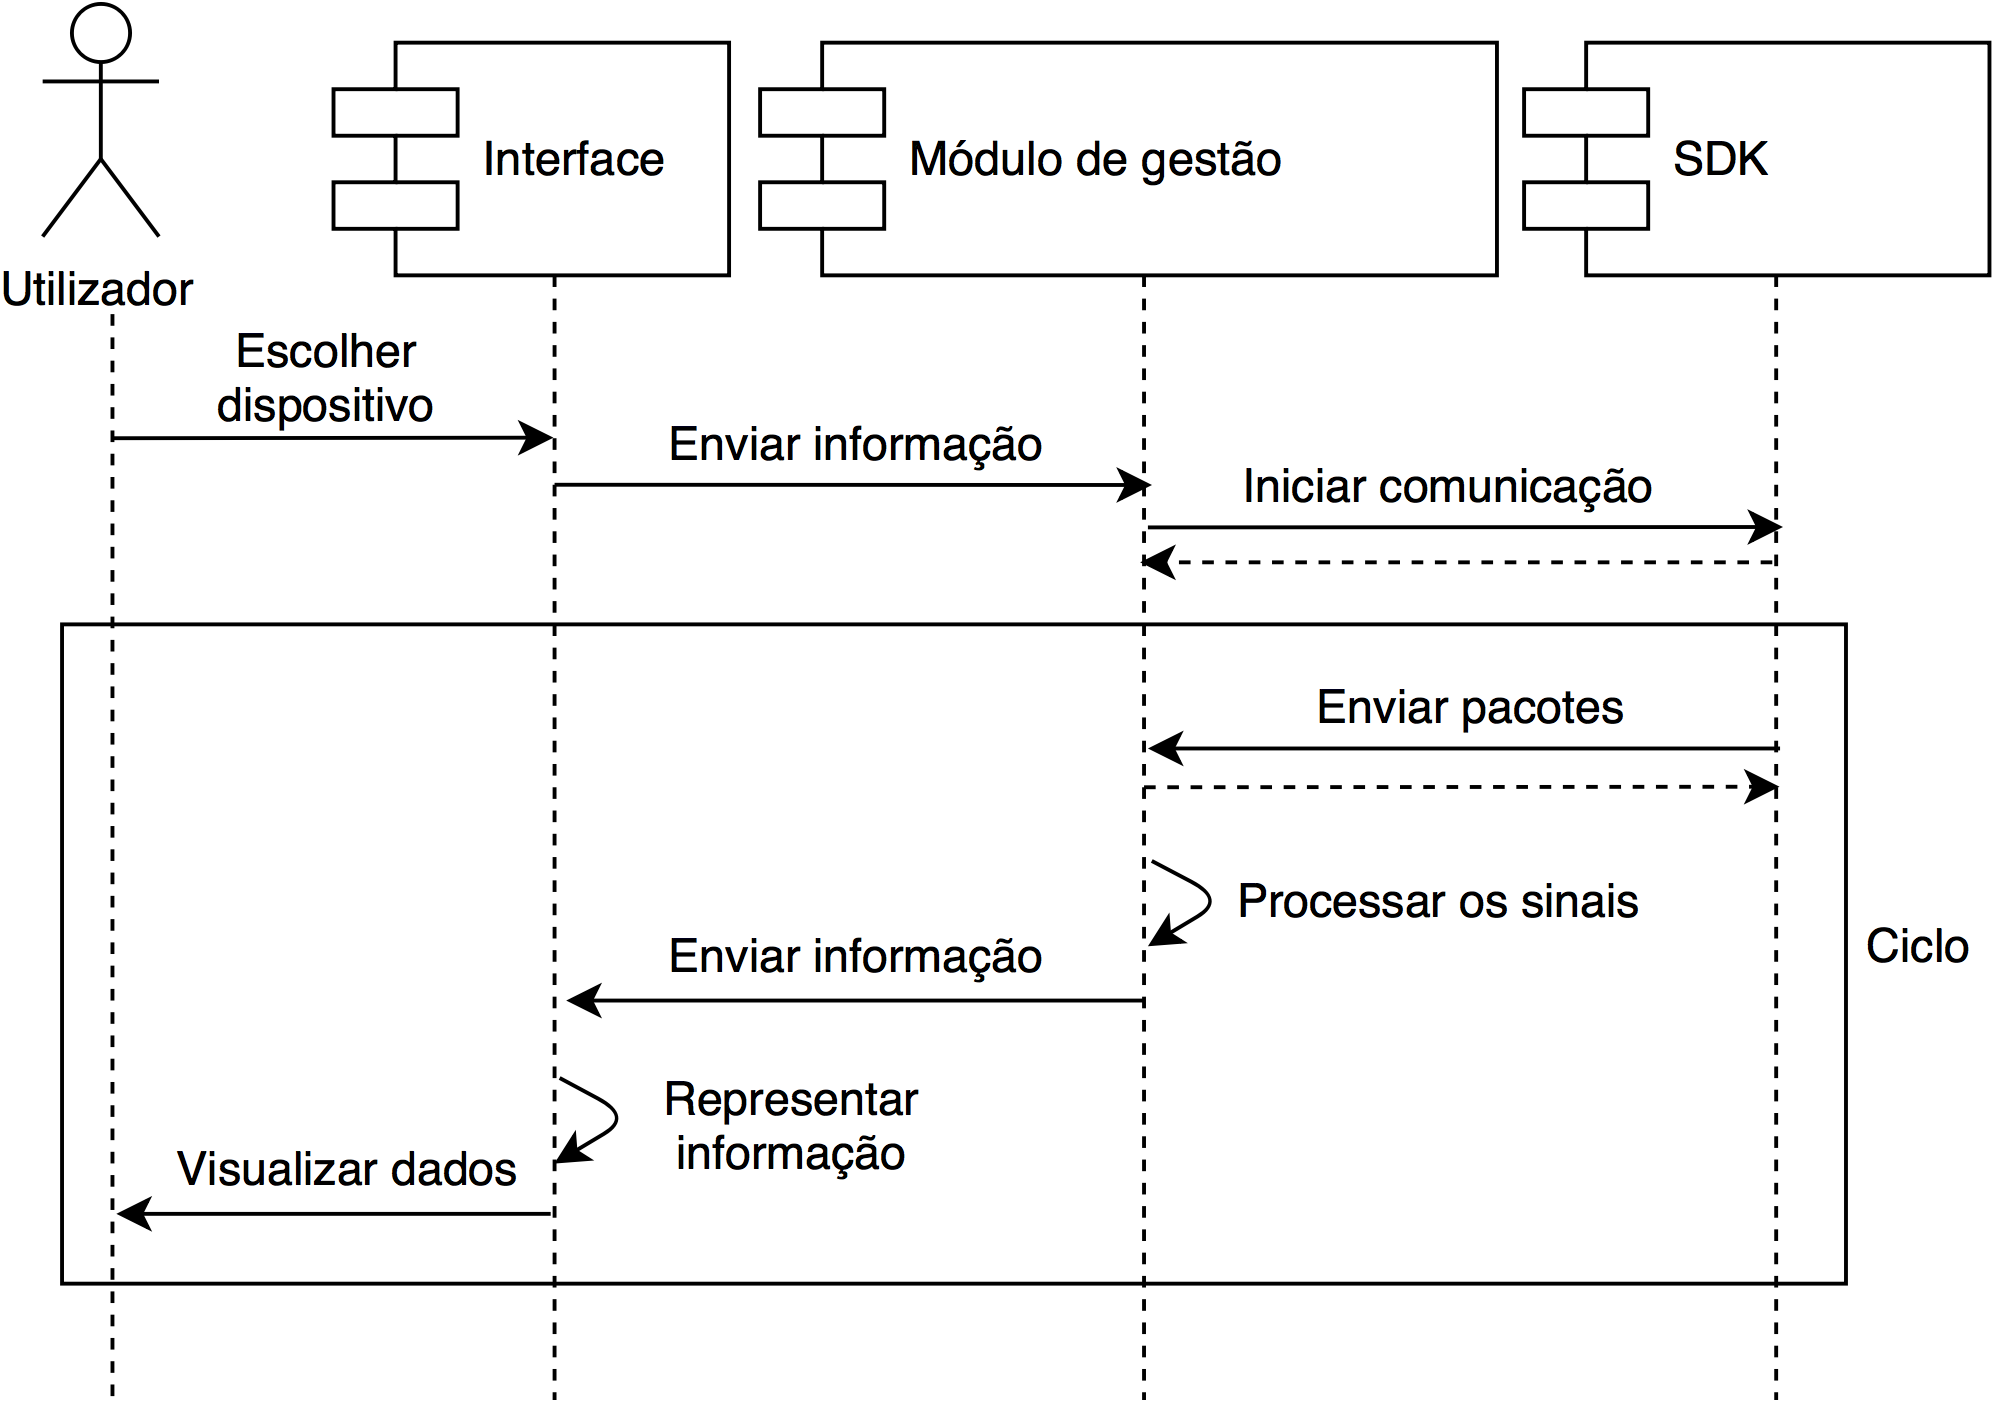 Interface
Módulo de gestão
SDK
Utilizador
Escolher
dispositivo
Enviar informação
Iniciar comunicação
Enviar pacotes
Processar os sinais
Ciclo
Enviar informação
Representar
informação
Visualizar dados